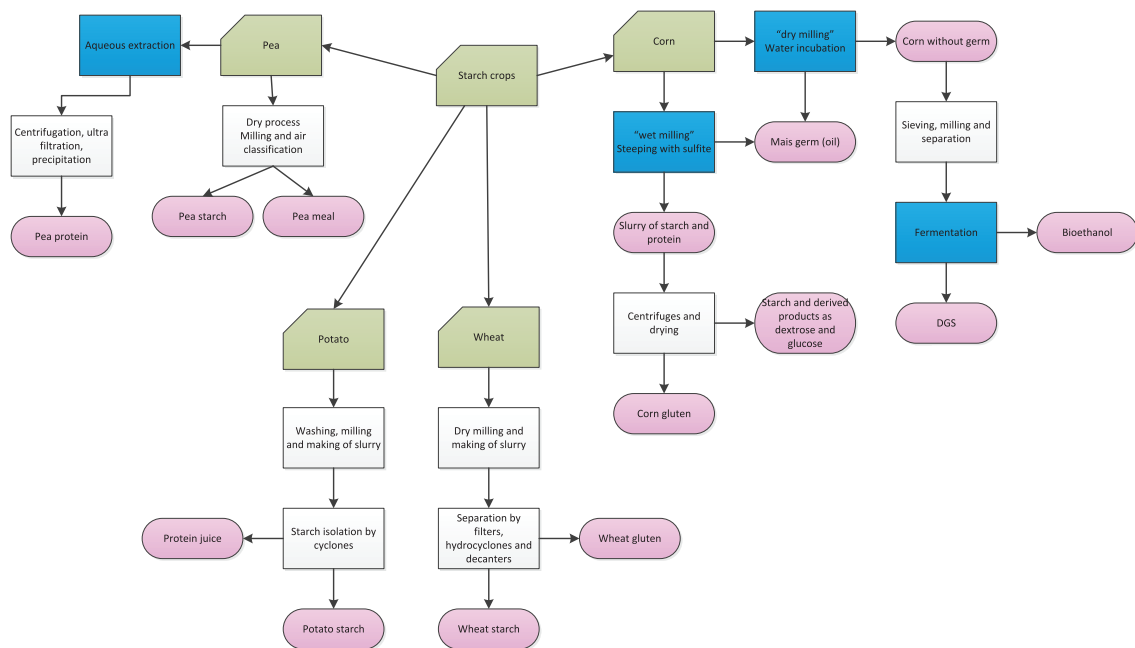 Aqueous extraction
Pea
Starch crops
Corn
"dry milling"
Water incubation
Corn without germ
Centrifugation, ultra
filtration,
precipitation
Dry process
Milling and air
classification
"wet milling"
Steeping with sulfite
Mais germ (oil)
Sieving, milling and
separation
Pea protein
Pea starch
Pea meal
Slurry of starch and
protein
Fermentation
Bioethanol
Potato
Wheat
Centrifuges and
drying
Starch and derived
products as
dextrose and
glucose
DGS
Corn gluten
Washing, milling
and making of slurry
Dry milling and
making of slurry
Protein juice
Starch isolation by
cyclones
Separation by
filters,
hydrocyclones and
decanters
Wheat gluten
Potato starch
Wheat starch